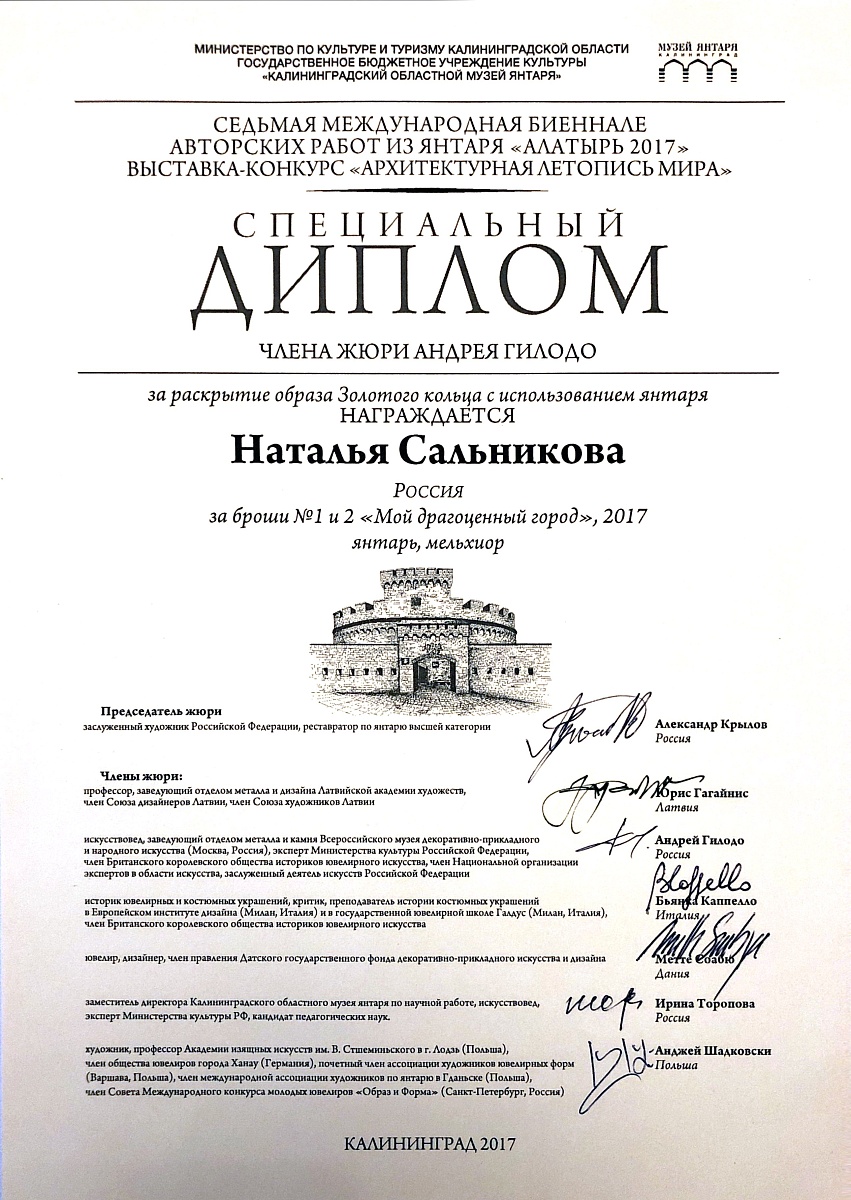 МИНИСТЕРСТВО ПО КУЛЬТУРЕ И ТУРИЗМУ КАЛИНИНГРАДСКОЙ ОБЛАСТИ
ГОСУДАРСТВЕННОЕ БЮДЖЕТНОЕ УЧРЕЖДЕНИЕ КУЛЬТУРЫ
«КАЛИНИНГРАДСКИЙ ОБЛАСТНОЙ МУЗЕЙ ЯНТАРЯ»
МУЗЕЙ ЯНТАРЯ
КАЛИНИНГРАД
СЕДЬМАЯ МЕЖДУНАРОДНАЯ БИЕННАЛЕ
АВТОРСКИХ РАБОТ ИЗ ЯНТАРЯ «АЛАТЫРЬ 2017»
ВЫСТАВКА-КОНКУРС «АРХИТЕКТУРНАЯ ЛЕТОПИСЬ МИРА»
СПЕЦИАЛЬНЫЙ
ДИПЛОМ
ЧЛЕНА ЖЮРИ АНДРЕЯ ГИЛОДО
за раскрытие образа Золотого кольца с использованием янтаря
НАГРАЖДАЕТСЯ
Наталья Сальникова
РОССИЯ
за броши №1 и 2 «Мой драгоценный город», 2017
янтарь, мельхиор
Председатель жюри
заслуженный художник Российской Федерации, реставратор по янтарю высшей категории
Александр Крылов
Россия
Члены жюри:
профессор, заведующий отделом металла и дизайна Латвийской академии художеств,
член Союза дизайнеров Латвии, член Союза художников Латвии
Юрис Гагайнис
Латвия
искусствовед, заведующий отделом металла и камня Всероссийского музея декоративно-прикладного
и народного искусства (Москва, Россия), эксперт Министерства культуры Российской Федерации,
член Британского королевского общества историков ювелирного искусства, член Национальной организации
экспертов в области искусства, заслуженный деятель искусств Российской Федерации
Андрей Гилодо
Россия
историк ювелирных и костюмных украшений, критик, преподаватель истории костюмных украшений
в Европейском институте дизайна (Милан, Италия) и в государственной ювелирной школе Галдус (Милан, Италия),
член Британского королевского общества историков ювелирного искусства
Бьянка Каппелло
Италия
ювелир, дизайнер, член правления Датского государственного фонда декоративно-прикладного искусства и дизайна
Метте Соабю
Дания
заместитель директора Калининградского областного музея янтаря по научной работе, искусствовед,
эксперт Министерства культуры РФ, кандидат педагогических наук.
Ирина Торопова
Россия
художник, профессор Академии изящных искусств им. В. Стшеминьского в г. Лодзь (Польша),
член общества ювелиров города Ханау (Германия), почетный член ассоциации художников ювелирных форм
(Варшава, Польша), член международной ассоциации художников по янтарю в Гданьске (Польша),
член Совета Международного конкурса молодых ювелиров «Образ и Форма» (Санкт-Петербург, Россия)
Анджей Шадковски
Польша
КАЛИНИНГРАД 2017